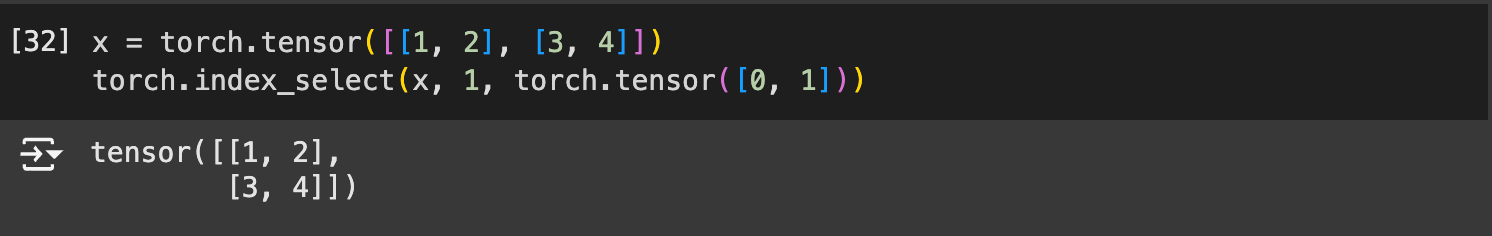 [32] x = torch.tensor([[1, 2], [3, 4]])
torch.index_select(x, 1, torch.tensor([0, 1]))
tensor([[1, 2],
[3, 4]])